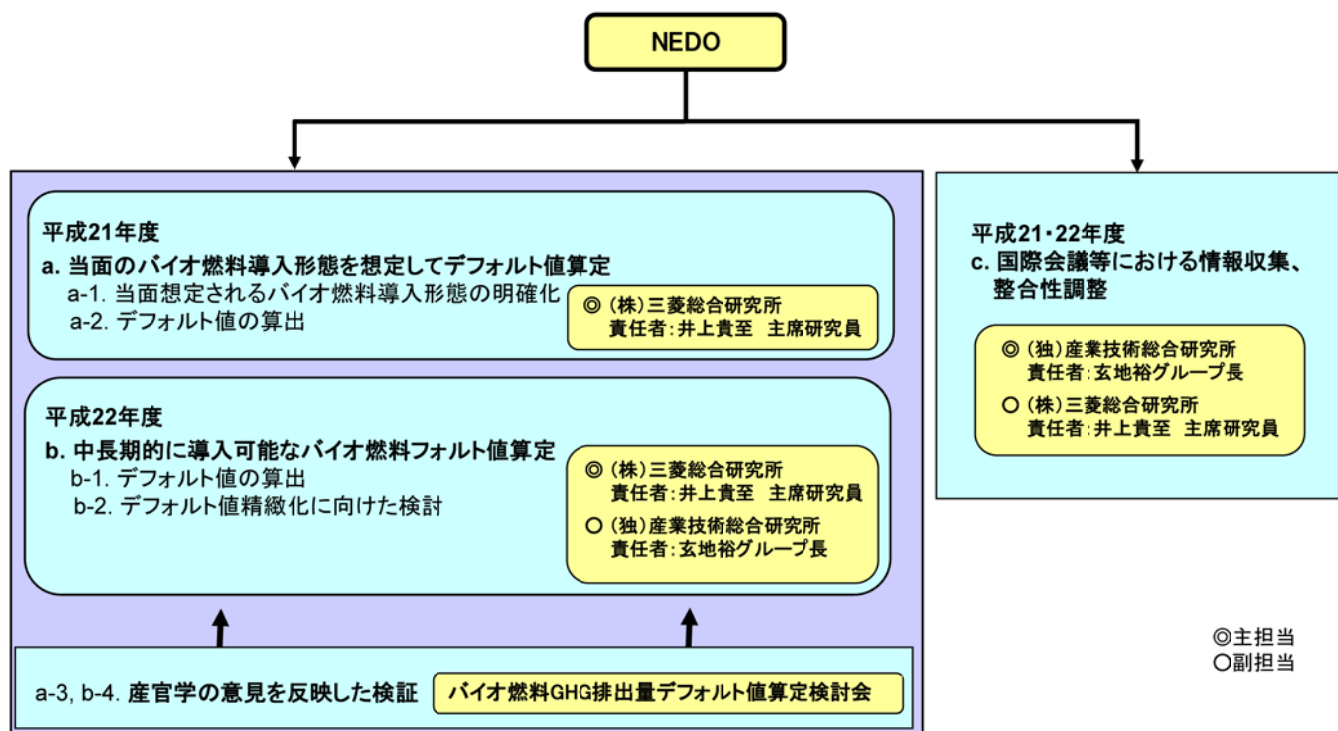 NEDO
平成21年度
a. 当面のバイオ燃料導入形態を想定してデフォルト値算定
a-1. 当面想定されるバイオ燃料導入形態の明確化
a-2. デフォルト値の算出
◎(株)三菱総合研究所
責任者:井上貴至 主席研究員
平成22年度
b. 中長期的に導入可能なバイオ燃料フォルト値算定
b-1. デフォルト値の算出
b-2. デフォルト値精緻化に向けた検討
◎(株)三菱総合研究所
責任者:井上貴至 主席研究員
○(独)産業技術総合研究所
責任者:玄地裕グループ長
a-3, b-4. 産官学の意見を反映した検証
バイオ燃料GHG排出量デフォルト値算定検討会
平成21・22年度
c. 国際会議等における情報収集、
整合性調整
◎(独)産業技術総合研究所
責任者:玄地裕グループ長
○(株)三菱総合研究所
責任者:井上貴至 主席研究員
◎主担当
○副担当